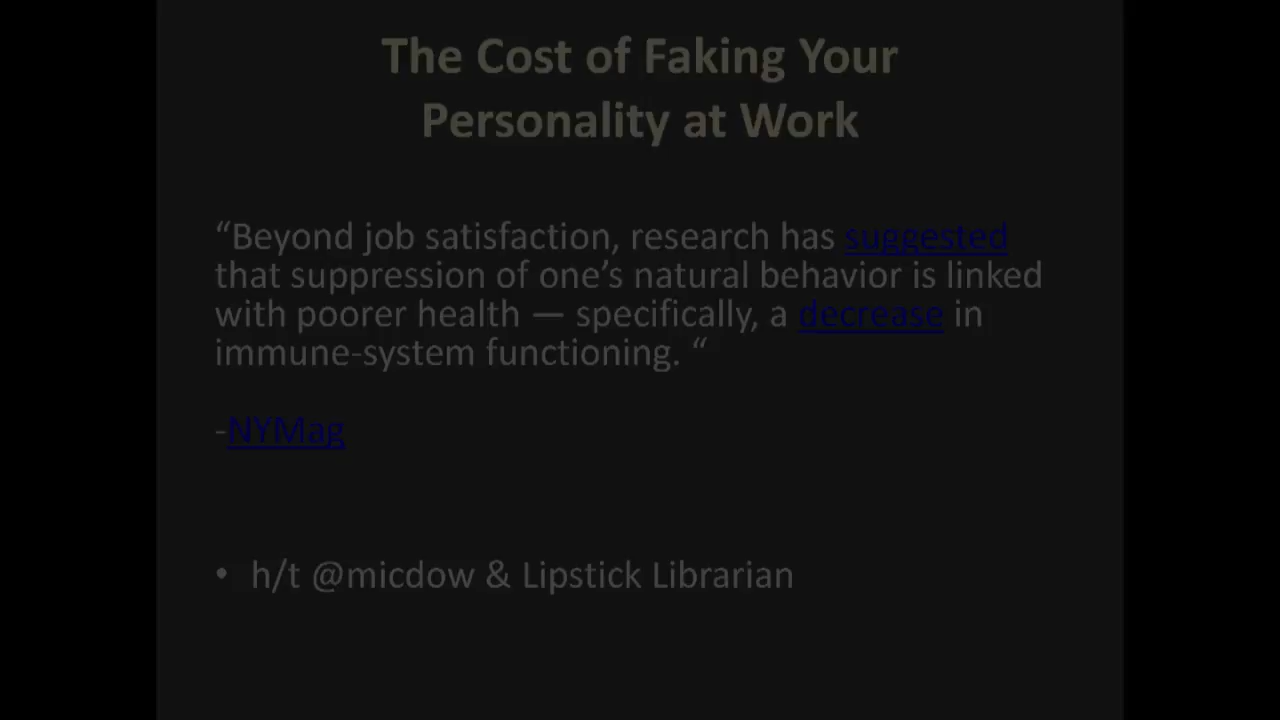 The Cost of Faking Your
Personality at Work
“Beyond job satisfaction, research has suggested
that suppression of one’s natural behavior is linked
with poorer health — specifically, a decrease in
immune-system functioning. “
-NYMag
• h/t @micdow & Lipstick Librarian